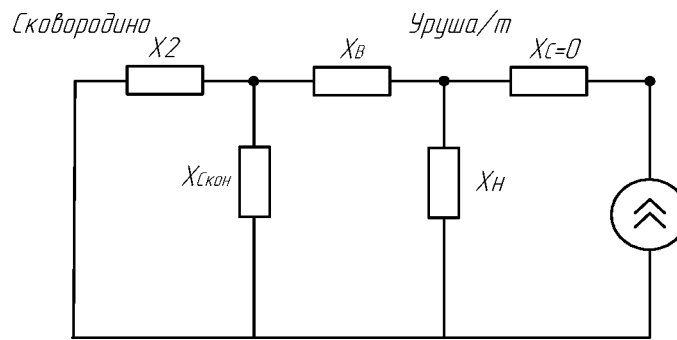 Сковородино
Уруша/т
X2
XВ
XС=0
XСкон
XН